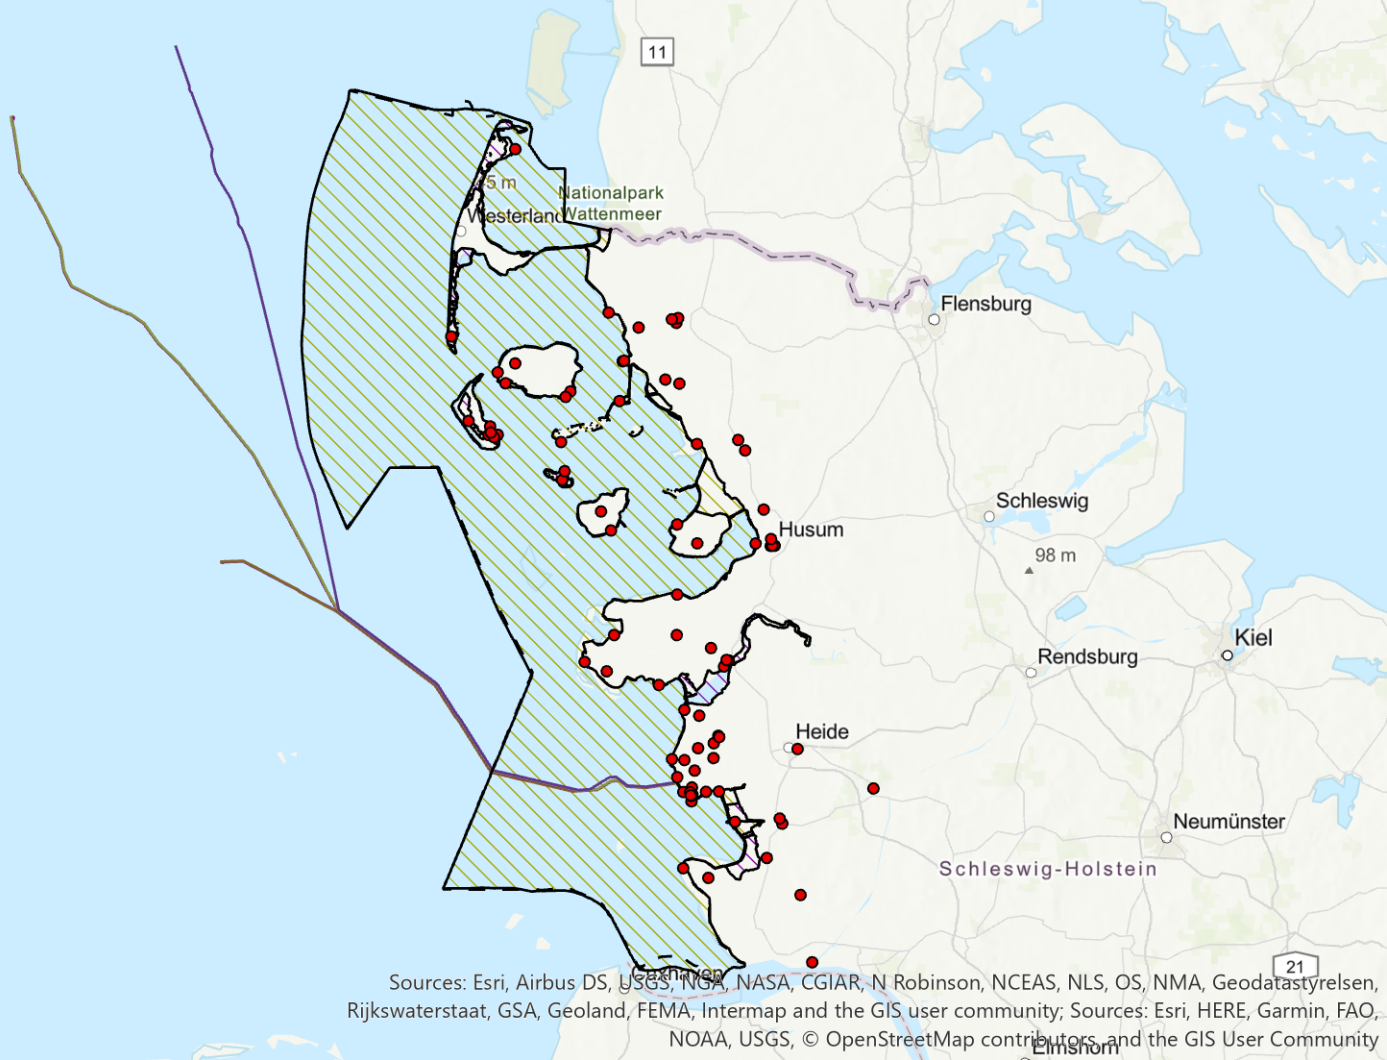 11
5 m
Nationalpark
Wattenmeer
Westerland
Flensburg
Schleswig
Husum
98 m
Kiel
Rendsburg
Heide
Neumünster
Schleswig-Holstein
21
Cuxhaven
Sources: Esri, Airbus DS, USGS, NGA, NASA, CGIAR, N Robinson, NCEAS, NLS, OS, NMA, Geodatastyrelsen,
Rijkswaterstaat, GSA, Geoland, FEMA, Intermap and the GIS user community; Sources: Esri, HERE, Garmin, FAO,
NOAA, USGS, © OpenStreetMap contributors, and the GIS User Community
Elmshorn